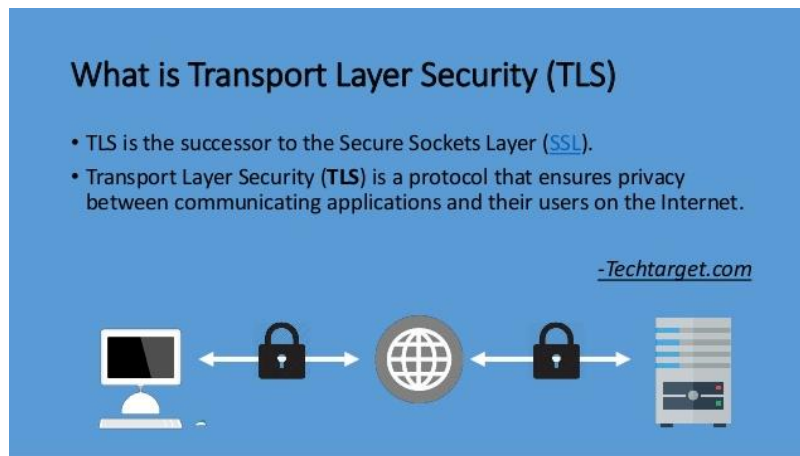 What is Transport Layer Security (TLS)
• TLS is the successor to the Secure Sockets Layer (SSL).
• Transport Layer Security (TLS) is a protocol that ensures privacy
between communicating applications and their users on the Internet.
-Techtarget.com